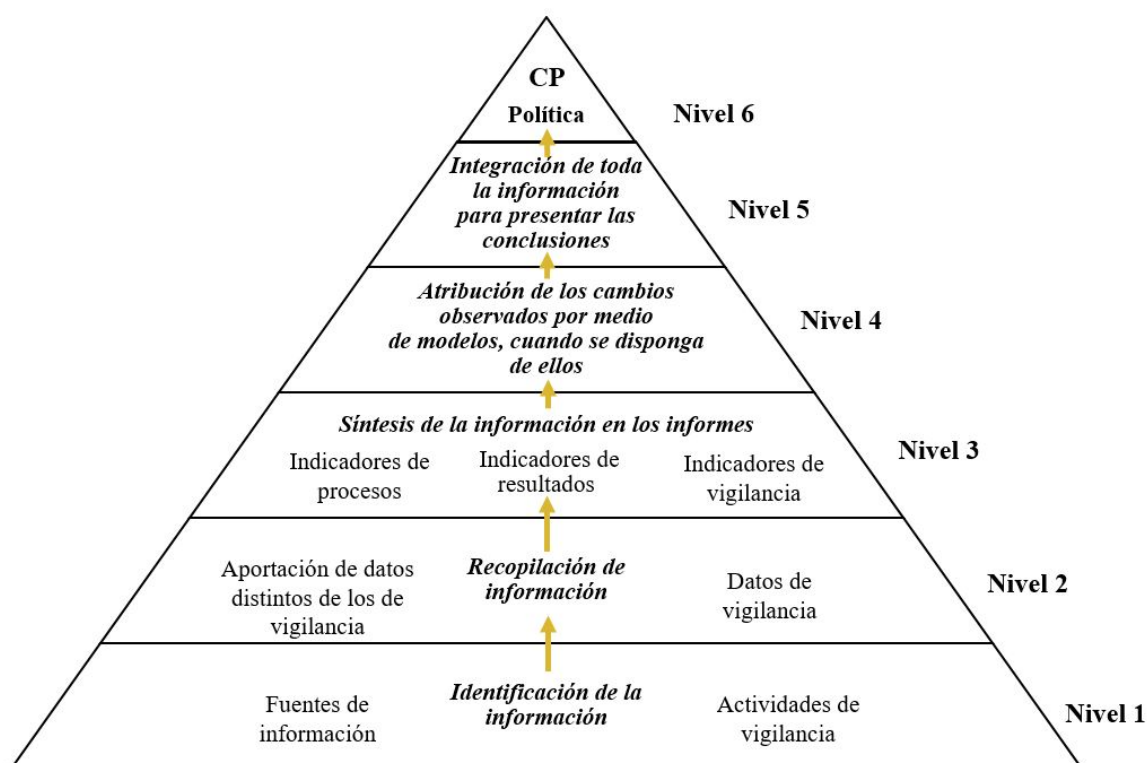 CP
Política
Nivel 6
Integración de toda
la información
para presentar las
conclusiones
Nivel 5
Atribución de los cambios
observados por medio
de modelos, cuando se disponga
de ellos
Nivel 4
Síntesis de la información en los informes
Indicadores de
procesos
Indicadores de
resultados
Indicadores de
vigilancia
Nivel 3
Aportación de datos
distintos de los de
vigilancia
Recopilación de
información
Datos de
vigilancia
Nivel 2
Fuentes de
información
Identificación de la
información
Actividades de
vigilancia
Nivel 1